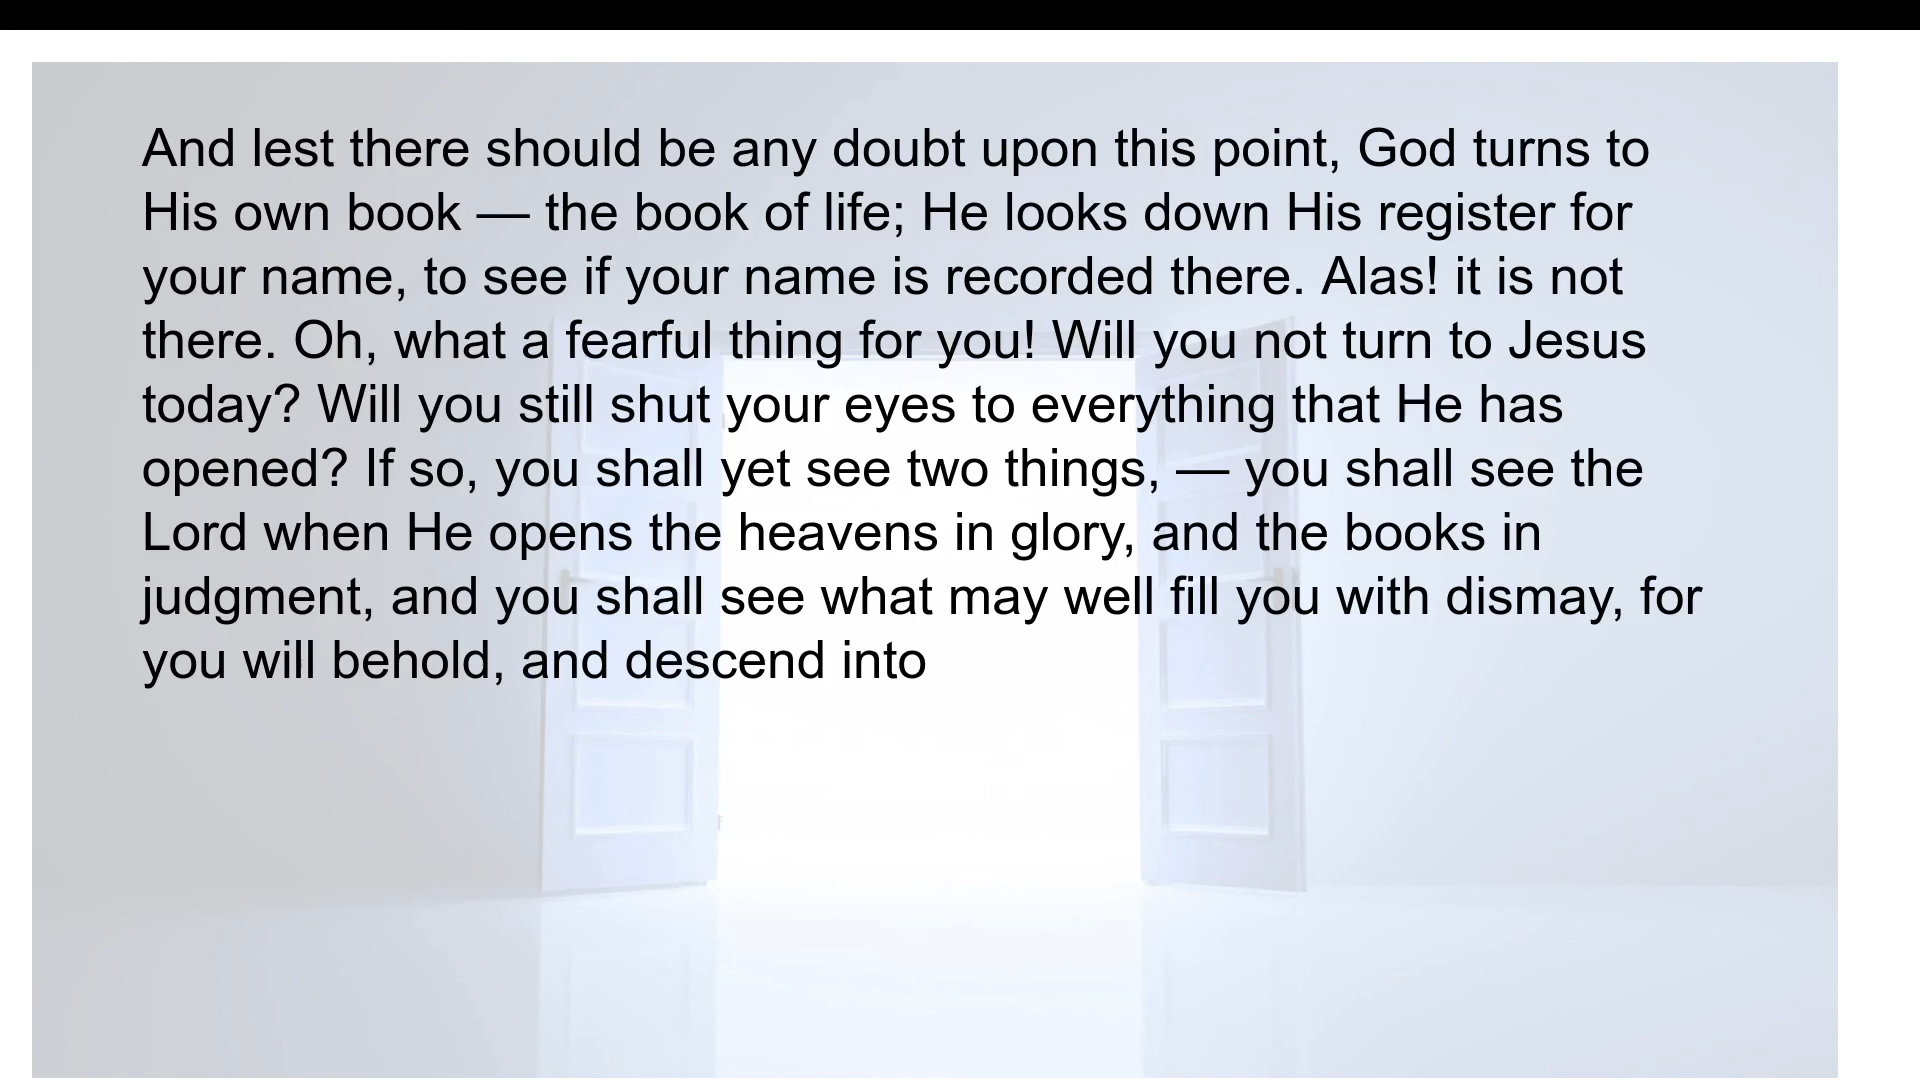 And lest there should be any doubt upon this point, God turns to
His own book — the book of life; He looks down His register for
your name, to see if your name is recorded there. Alas! it is not
there. Oh, what a fearful thing for you! Will you not turn to Jesus
today? Will you still shut your eyes to everything that He has
opened? If so, you shall yet see two things, — you shall see the
Lord when He opens the heavens in glory, and the books in
judgment, and you shall see what may well fill you with dismay, for
you will behold, and descend into